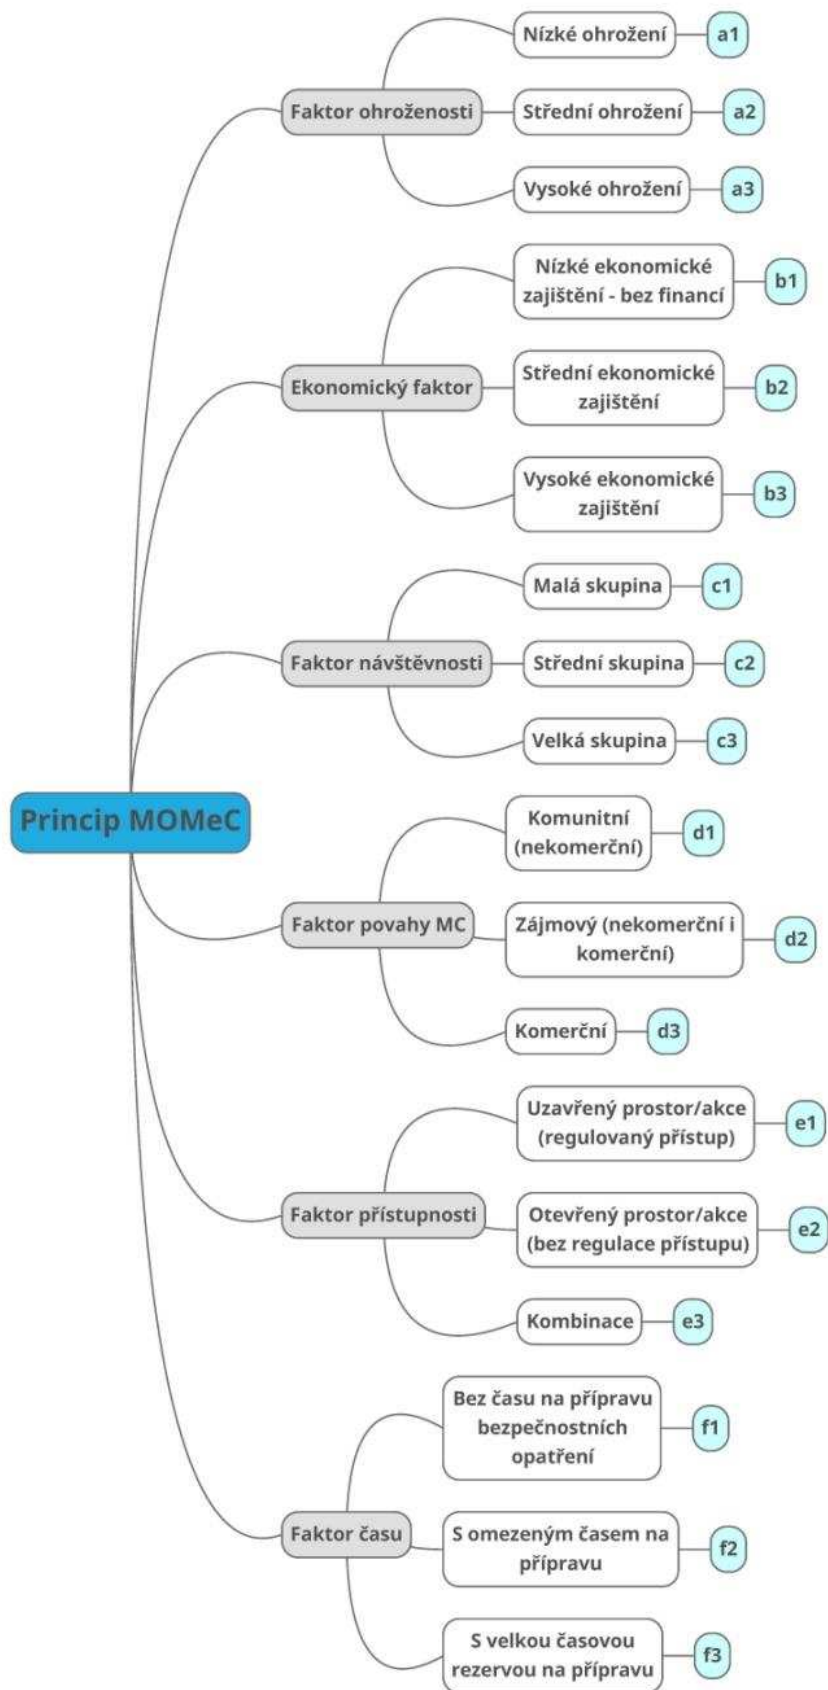 Nízké ohrožení
a1
Faktor ohroženosti
Střední ohrožení
a2
Vysoké ohrožení
a3
Nízké ekonomické
zajištění - bez financí
b1
Ekonomický faktor
Střední ekonomické
zajištění
b2
Vysoké ekonomické
zajištění
b3
Malá skupina
c1
Faktor návštěvnosti
Střední skupina
c2
Velká skupina
c3
Princip MOMeC
Komunitní
(nekomerční)
d1
Faktor povahy MC
Zájmový (nekomerční i
komerční)
d2
Komerční
d3
Uzavřený prostor/akce
(regulovaný přístup)
e1
Faktor přístupnosti
Otevřený prostor/akce
(bez regulace přístupu)
e2
Kombinace
e3
Bez času na přípravu
bezpečnostních
opatření
f1
Faktor času
S omezeným časem na
přípravu
f2
S velkou časovou
rezervou na přípravu
f3